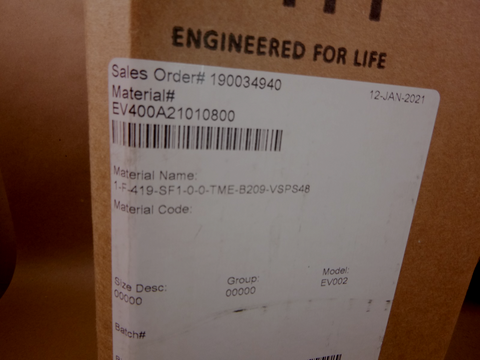 ENGINEERED FOR LIFE
Sales Order# 190034940
12-JAN-2021
Material#
EV400A21010800
Material Name:
1-F-419-SF1-0-0-TME-B209-VSPS48
Material Code:
Size Desc:
00000
Group:
00000
Model:
EV002
Batch#